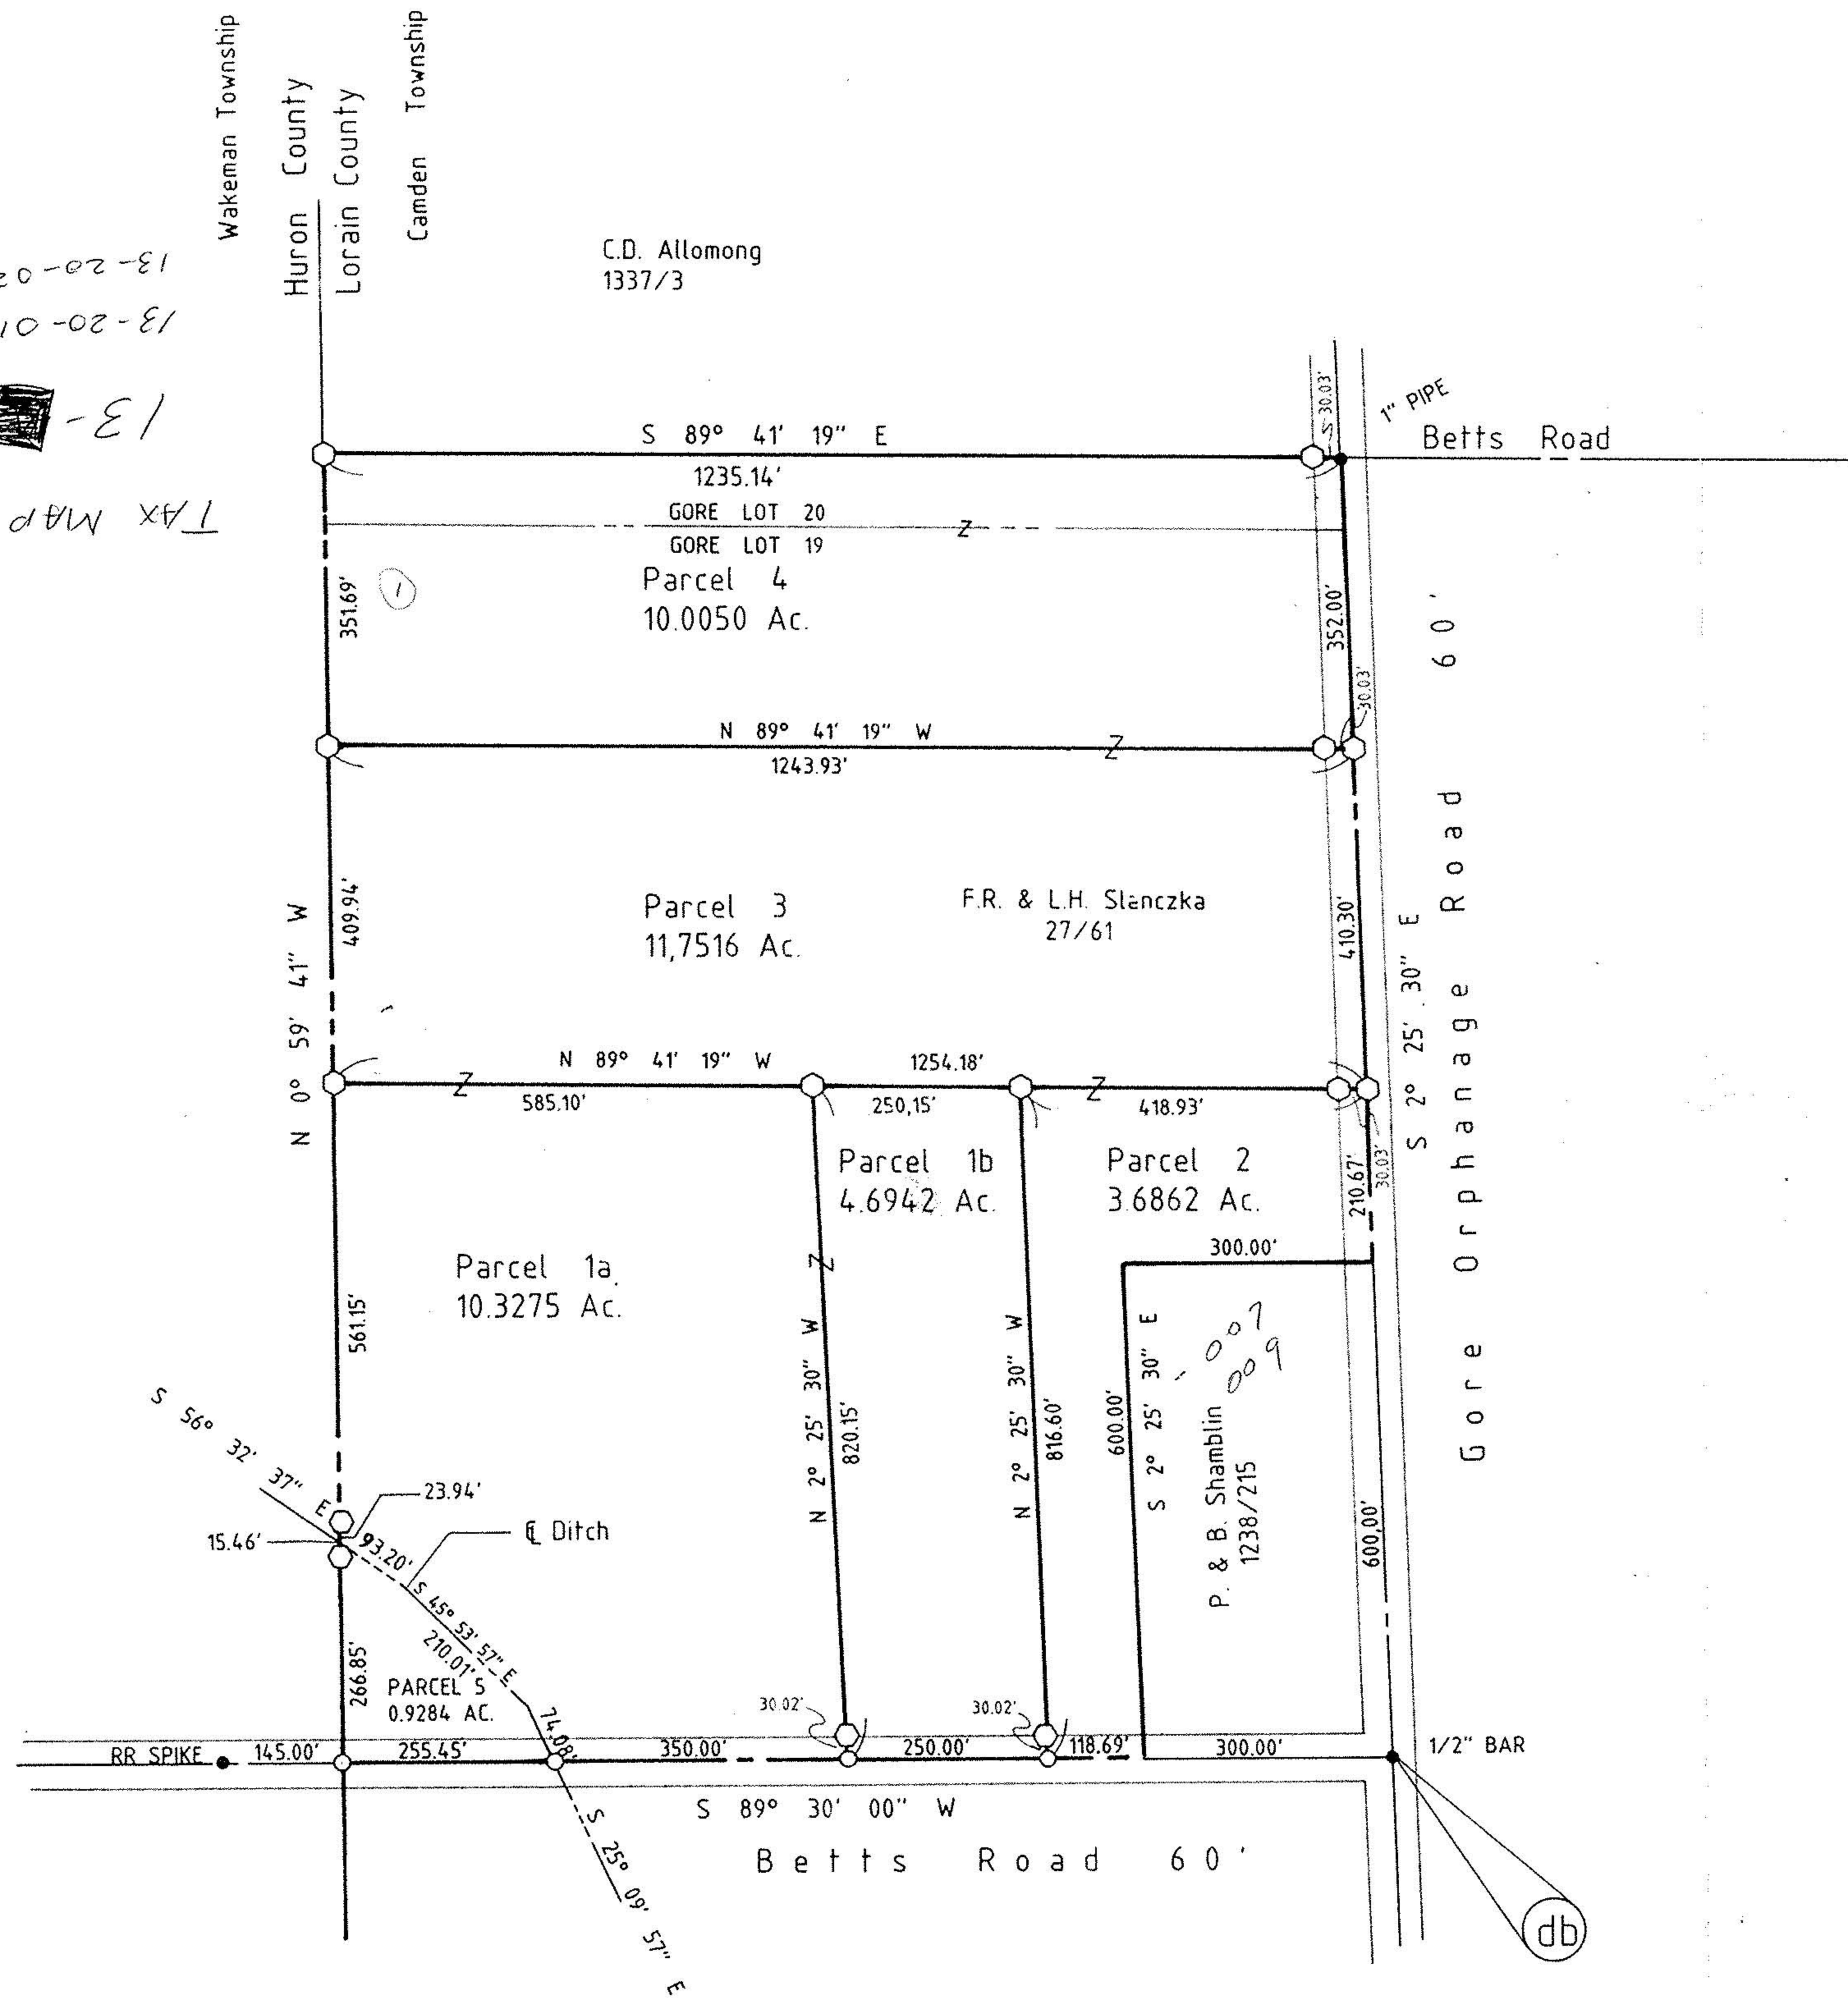 Wakeman Township
Huron County
Lorain County
Camden Township
C.D. Allomong
1337/3
13-20-01
13-
TAX MAP
1" PIPE
Betts Road
30.03'
S 89° 41' 19" E
1235.14'
GORE LOT 20
Z
GORE LOT 19
Parcel 4
10.0050 Ac.
1
351.69'
352.00'
60'
30.03'
N 89° 41' 19" W
Z
1243.93'
Parcel 3
11,7516 Ac.
F.R. & L.H. Slanczka
27/61
409.94'
410.30'
N 0° 59' 41" W
S 2° 25' 30" E
Gore Orphanage Road
N 89° 41' 19" W
1254.18'
Z
Z
585.10'
250,15'
418.93'
Parcel 1b
4.6942 Ac.
Parcel 2
3.6862 Ac.
210.67'
30.03'
300.00'
Parcel 1a
10.3275 Ac.
561.15'
Z
N 2° 25' 30" W
820.15'
N 2° 25' 30" W
816.60'
600.00'
S 2° 25' 30" E
007
009
P. & B. Shamblin
1238/215
600,00'
S 56° 32' 37" E
23.94'
15.46'
93.20'
℄ Ditch
S 45° 53' 57" E
210.01'
266.85'
PARCEL 5
0.9284 AC.
74.08'
30.02'
30.02'
RR SPIKE
145.00'
255.45'
350.00'
250.00'
118.69'
300.00'
1/2" BAR
S 89° 30' 00" W
S 25° 09' 57" E
Betts Road 60'
db